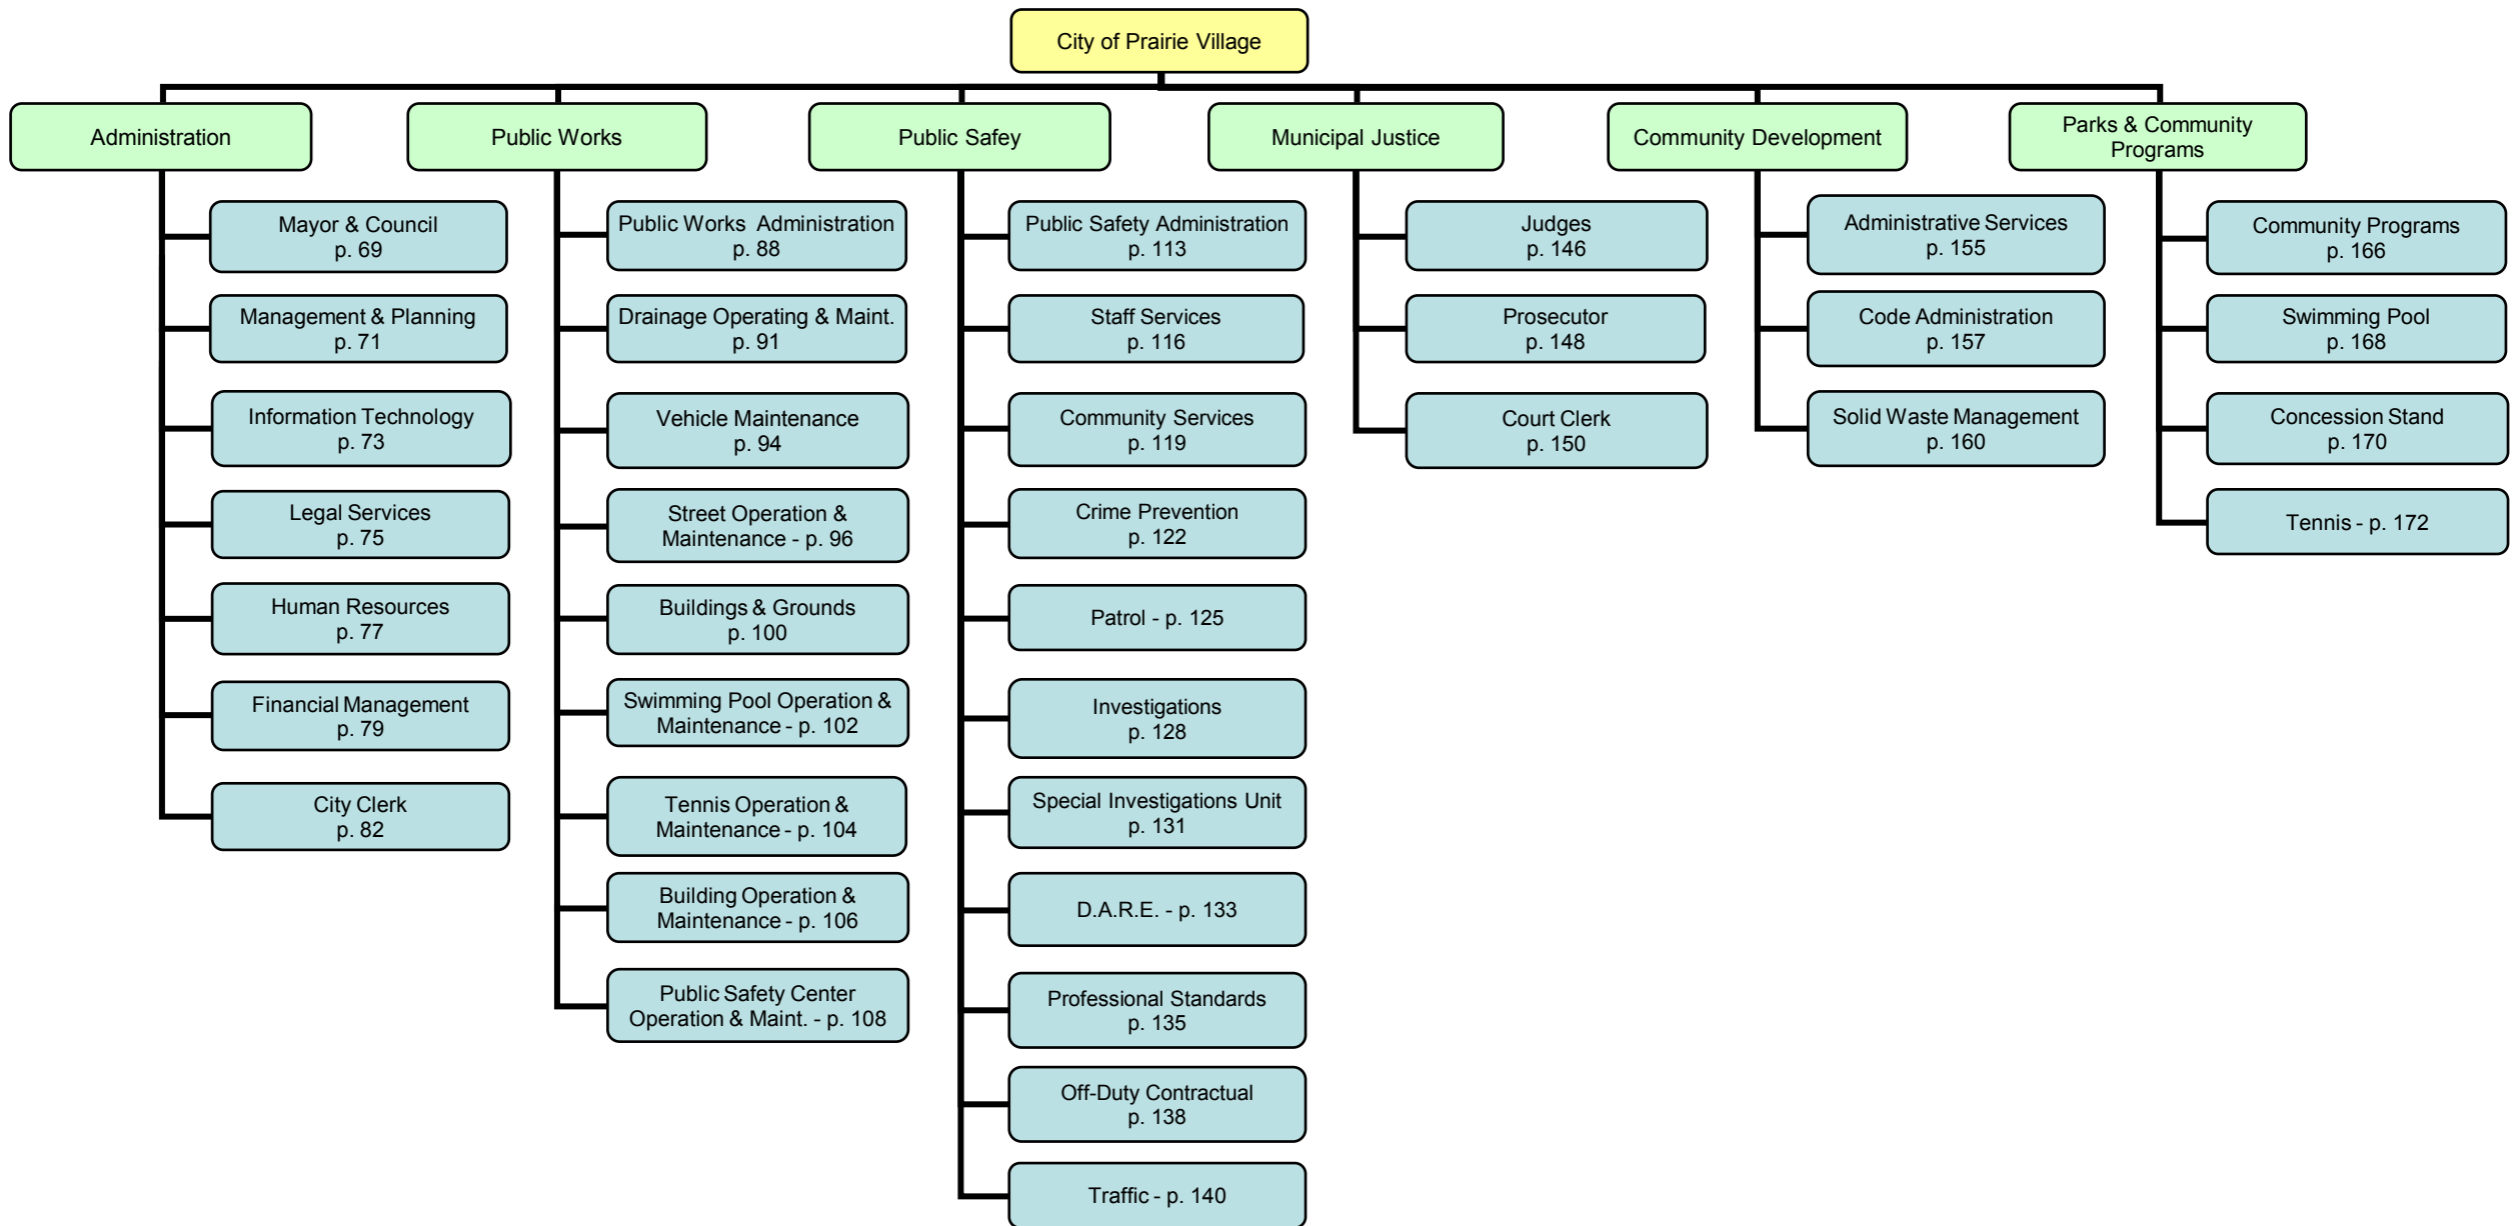 City of Prairie Village
Administration
Public Works
Public Safey
Municipal Justice
Community Development
Parks & Community
Programs
Mayor & Council
p. 69
Management & Planning
p. 71
Information Technology
p. 73
Legal Services
p. 75
Human Resources
p. 77
Financial Management
p. 79
City Clerk
p. 82
Public Works Administration
p. 88
Drainage Operating & Maint.
p. 91
Vehicle Maintenance
p. 94
Street Operation &
Maintenance - p. 96
Buildings & Grounds
p. 100
Swimming Pool Operation &
Maintenance - p. 102
Tennis Operation &
Maintenance - p. 104
Building Operation &
Maintenance - p. 106
Public Safety Center
Operation & Maint. - p. 108
Public Safety Administration
p. 113
Staff Services
p. 116
Community Services
p. 119
Crime Prevention
p. 122
Patrol - p. 125
Investigations
p. 128
Special Investigations Unit
p. 131
D.A.R.E. - p. 133
Professional Standards
p. 135
Off-Duty Contractual
p. 138
Traffic - p. 140
Judges
p. 146
Prosecutor
p. 148
Court Clerk
p. 150
Administrative Services
p. 155
Code Administration
p. 157
Solid Waste Management
p. 160
Community Programs
p. 166
Swimming Pool
p. 168
Concession Stand
p. 170
Tennis - p. 172